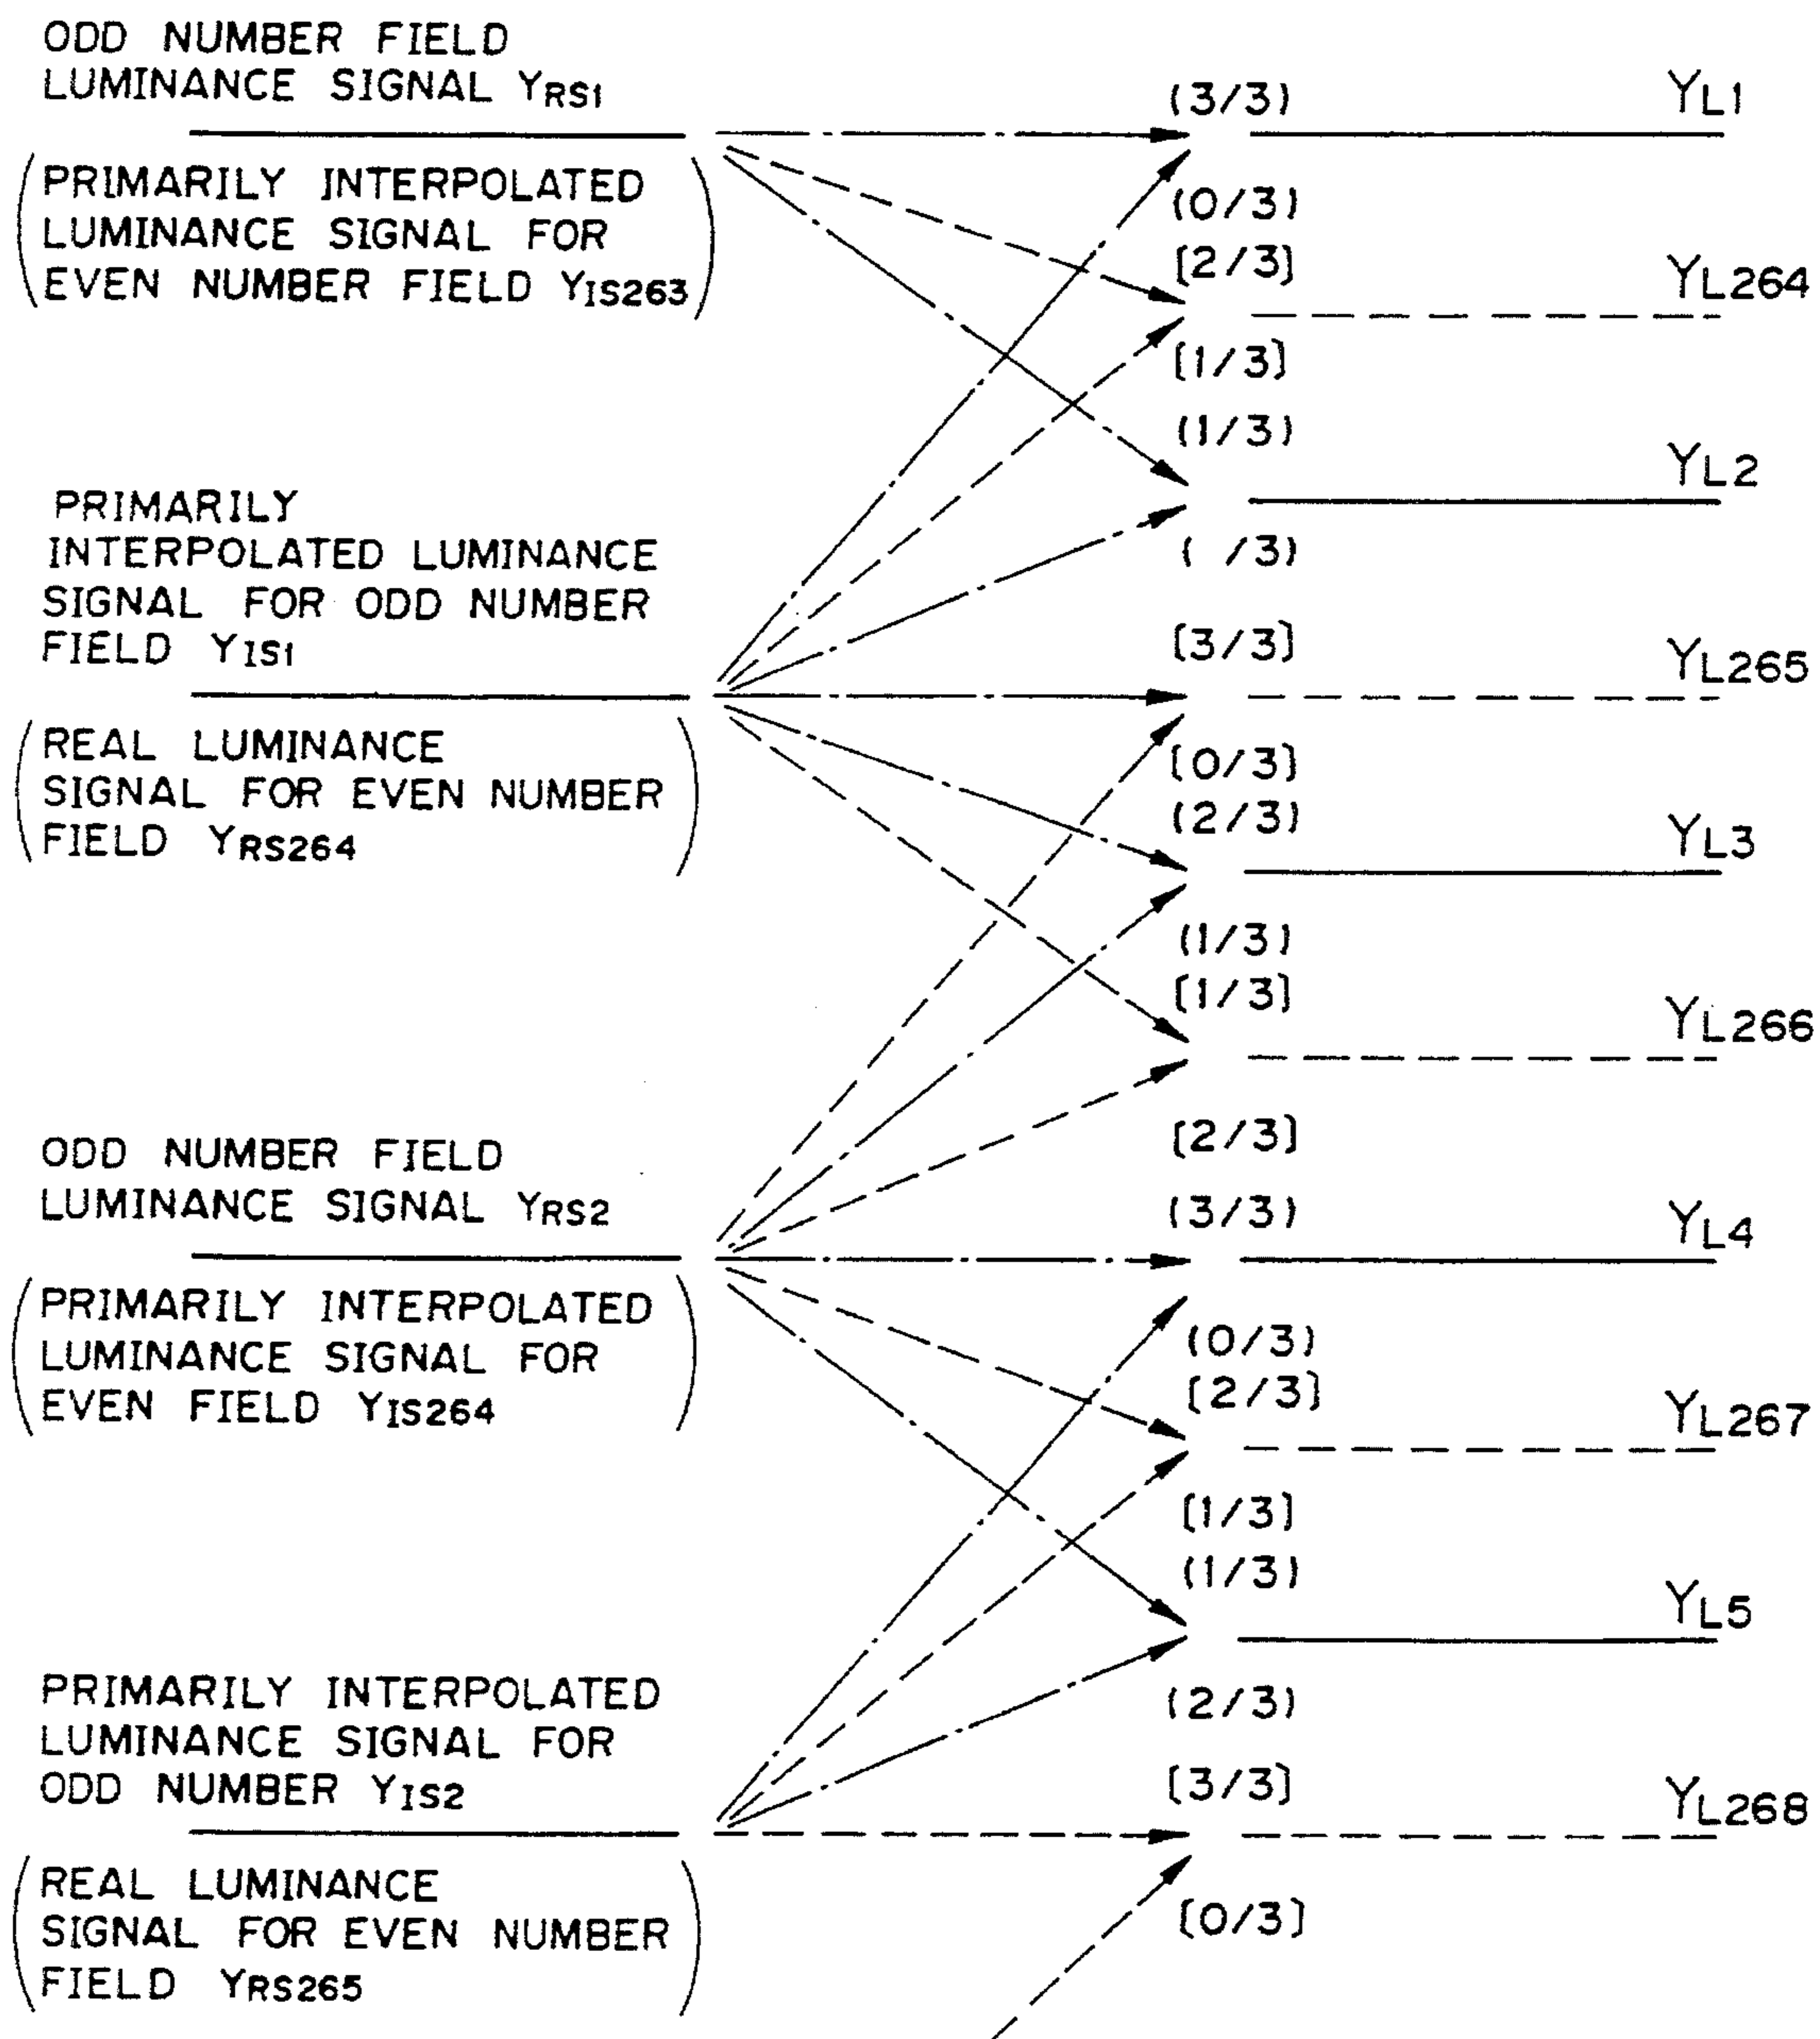 ODD NUMBER FIELD
LUMINANCE SIGNAL YRS1
(PRIMARILY INTERPOLATED
LUMINANCE SIGNAL FOR
EVEN NUMBER FIELD YIS263)
(3/3)
YL1
(0/3)
[2/3]
YL264
[1/3]
(1/3)
YL2
( /3)
PRIMARILY
INTERPOLATED LUMINANCE
SIGNAL FOR ODD NUMBER
FIELD YIS1
[3/3]
YL265
(REAL LUMINANCE
SIGNAL FOR EVEN NUMBER
FIELD YRS264)
[0/3]
(2/3)
YL3
(1/3)
[1/3]
YL266
[2/3]
ODD NUMBER FIELD
LUMINANCE SIGNAL YRS2
(3/3)
YL4
(PRIMARILY INTERPOLATED
LUMINANCE SIGNAL FOR
EVEN FIELD YIS264)
(0/3)
[2/3]
YL267
[1/3]
(1/3)
YL5
(2/3)
PRIMARILY INTERPOLATED
LUMINANCE SIGNAL FOR
ODD NUMBER YIS2
[3/3]
YL268
(REAL LUMINANCE
SIGNAL FOR EVEN NUMBER
FIELD YRS265)
[0/3]